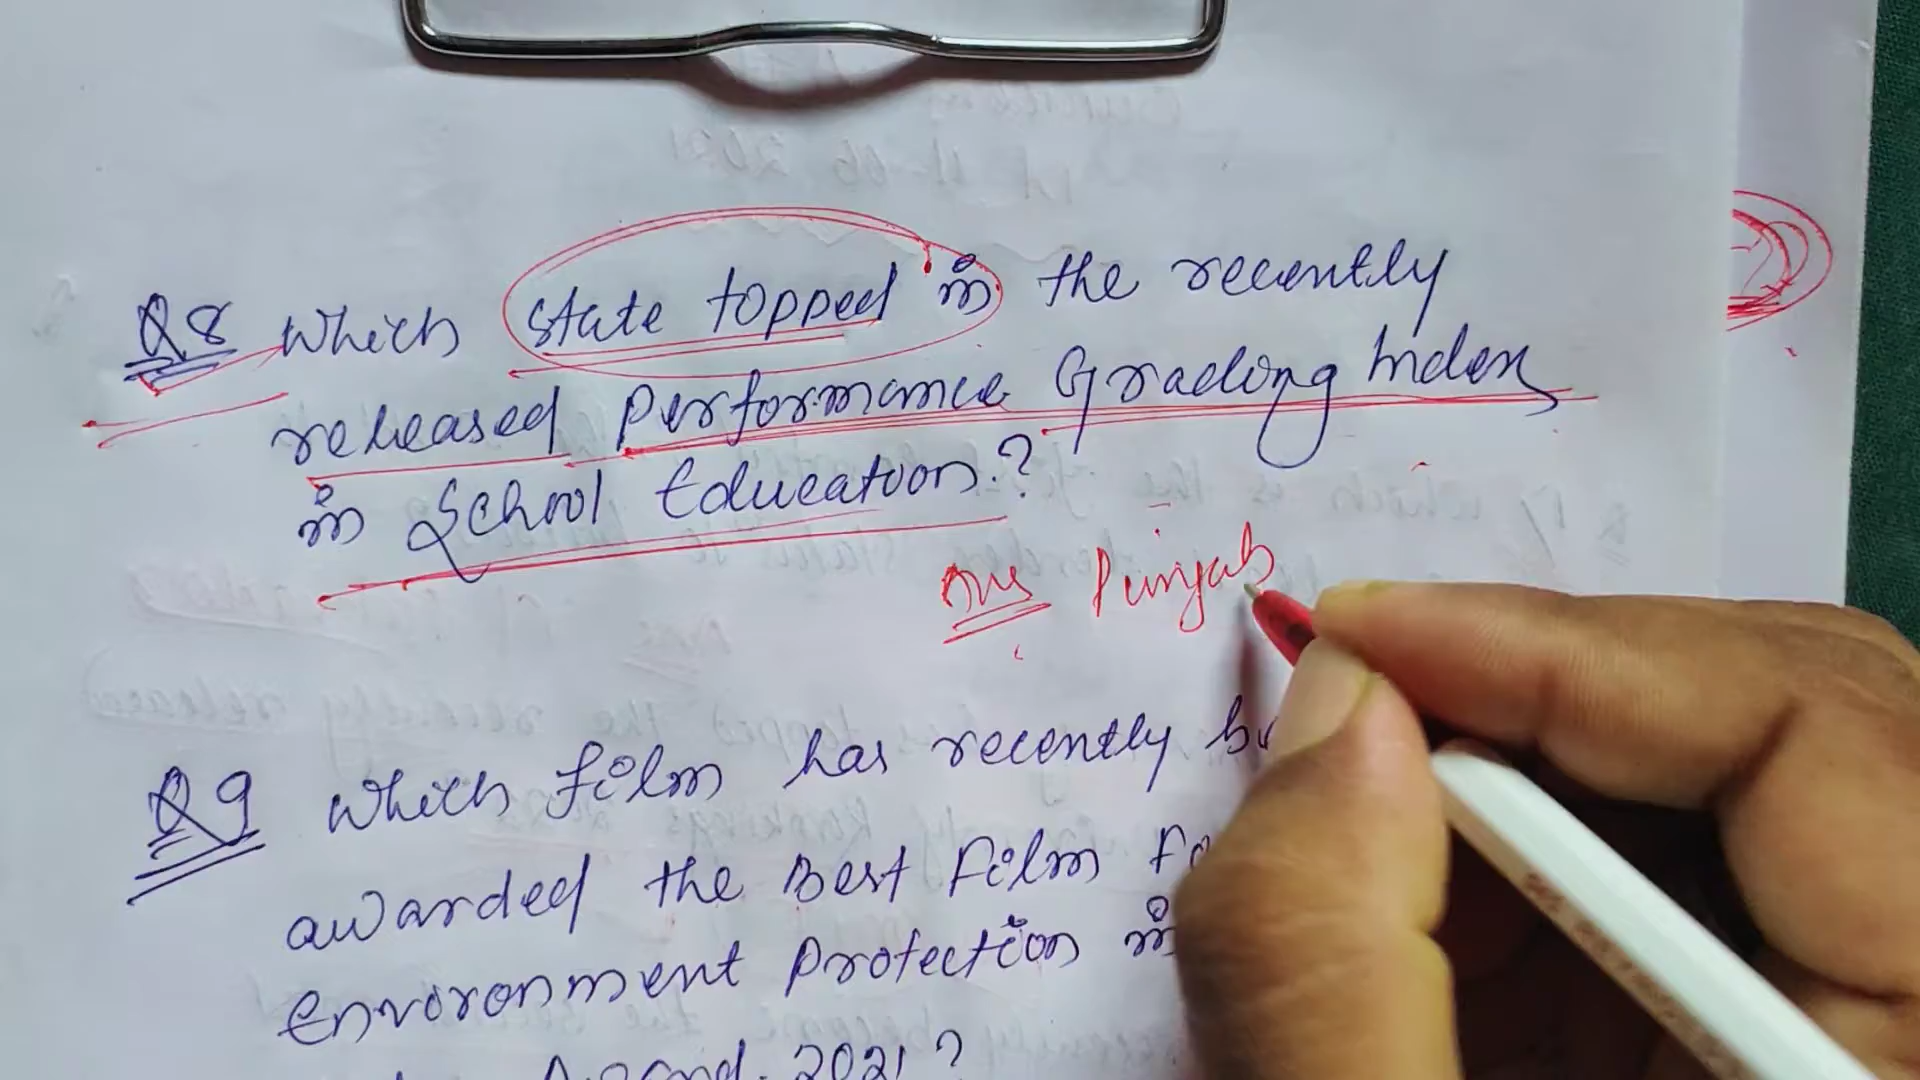 Q8 Which state topped in the recently
released Performance Grading Index
in School Education.?
Ans Punjab
Q9 Which film has recently
awarded the Best Film
Environment Protection in
2021?